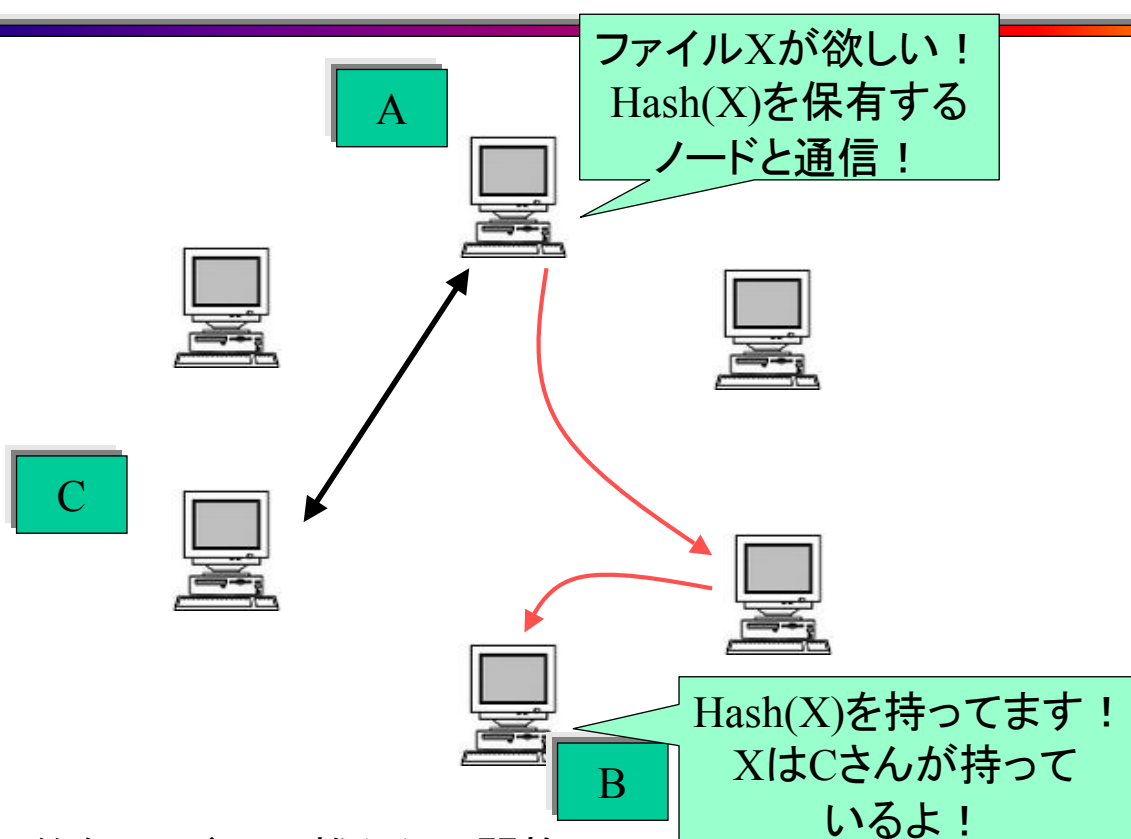 A
ファイルXが欲しい！
Hash(X)を保有する
ノードと通信！
C
Hash(X)を持ってます！
XはCさんが持って
いるよ！
B